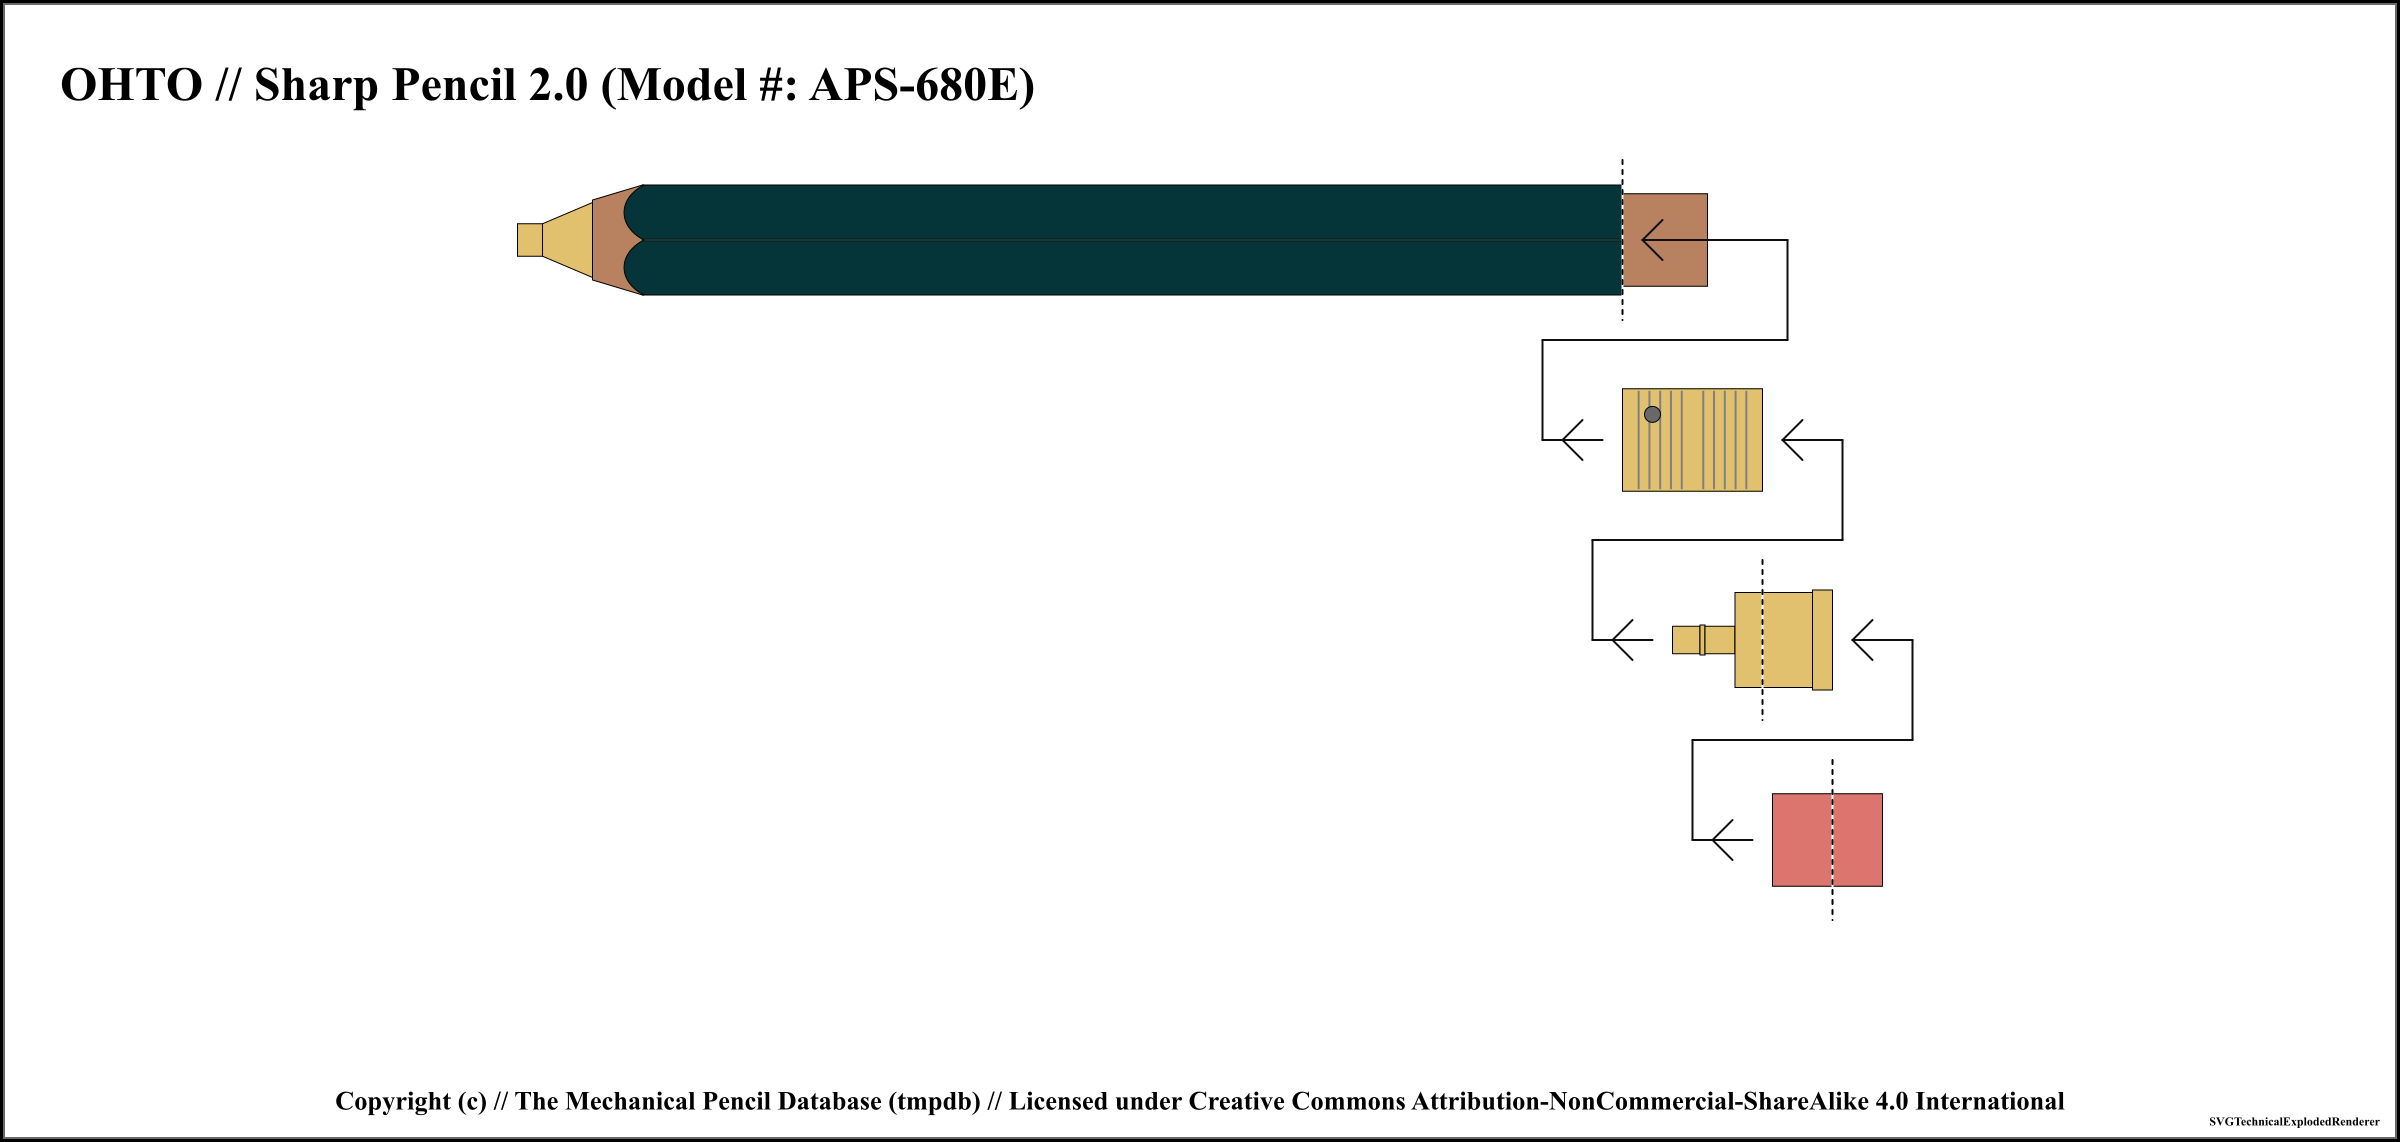 OHTO // Sharp Pencil 2.0 (Model #: APS-680E)
Copyright (c) // The Mechanical Pencil Database (tmpdb) // Licensed under Creative Commons Attribution-NonCommercial-ShareAlike 4.0 International
SVGTechnicalExplodedRenderer